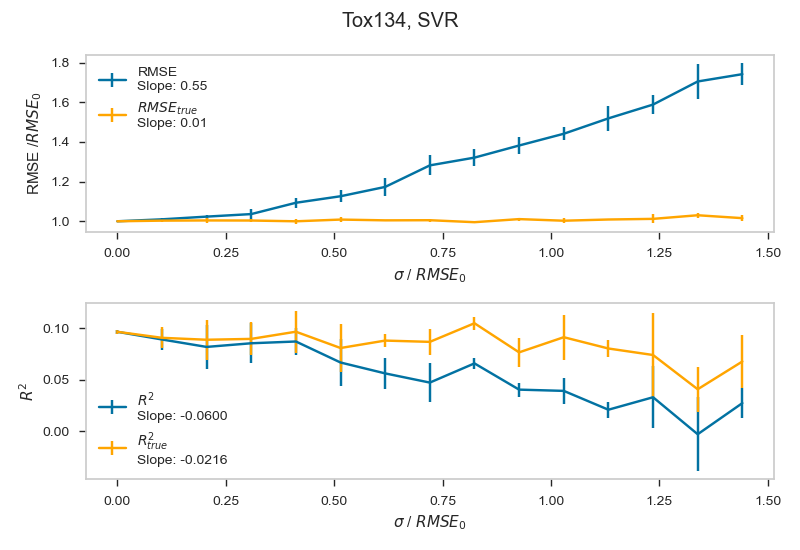 Tox134, SVR
1.8
1.6
1.4
1.2
1.0
RMSE /RMSE₀
RMSE
Slope: 0.55
RMSE_true
Slope: 0.01
0.00 0.25 0.50 0.75 1.00 1.25 1.50
σ / RMSE₀
0.10
0.05
0.00
R²
R²
Slope: -0.0600
R²_true
Slope: -0.0216
0.00 0.25 0.50 0.75 1.00 1.25 1.50
σ / RMSE₀